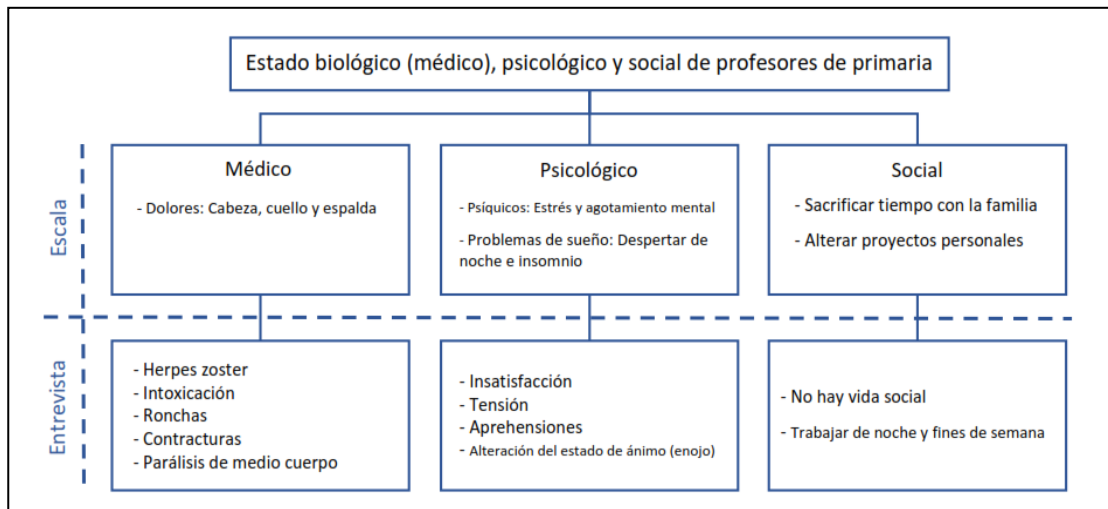 Estado biológico (médico), psicológico y social de profesores de primaria
Escala
Médico
- Dolores: Cabeza, cuello y espalda
Psicológico
- Psíquicos: Estrés y agotamiento mental
- Problemas de sueño: Despertar de
noche e insomnio
Social
- Sacrificar tiempo con la familia
- Alterar proyectos personales
Entrevista
- Herpes zoster
- Intoxicación
- Ronchas
- Contracturas
- Parálisis de medio cuerpo
- Insatisfacción
- Tensión
- Aprehensiones
- Alteración del estado de ánimo (enojo)
- No hay vida social
- Trabajar de noche y fines de semana